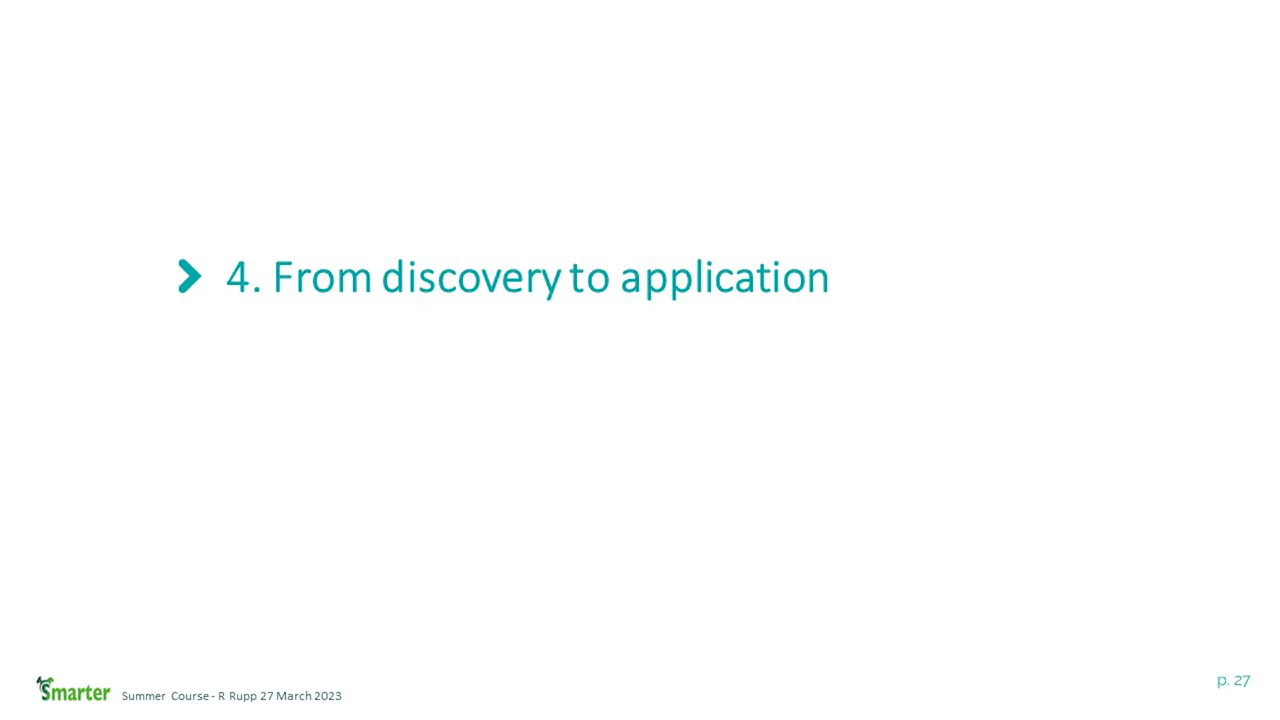 4. From discovery to application
Smarter
Summer Course - R Rupp 27 March 2023
p. 27